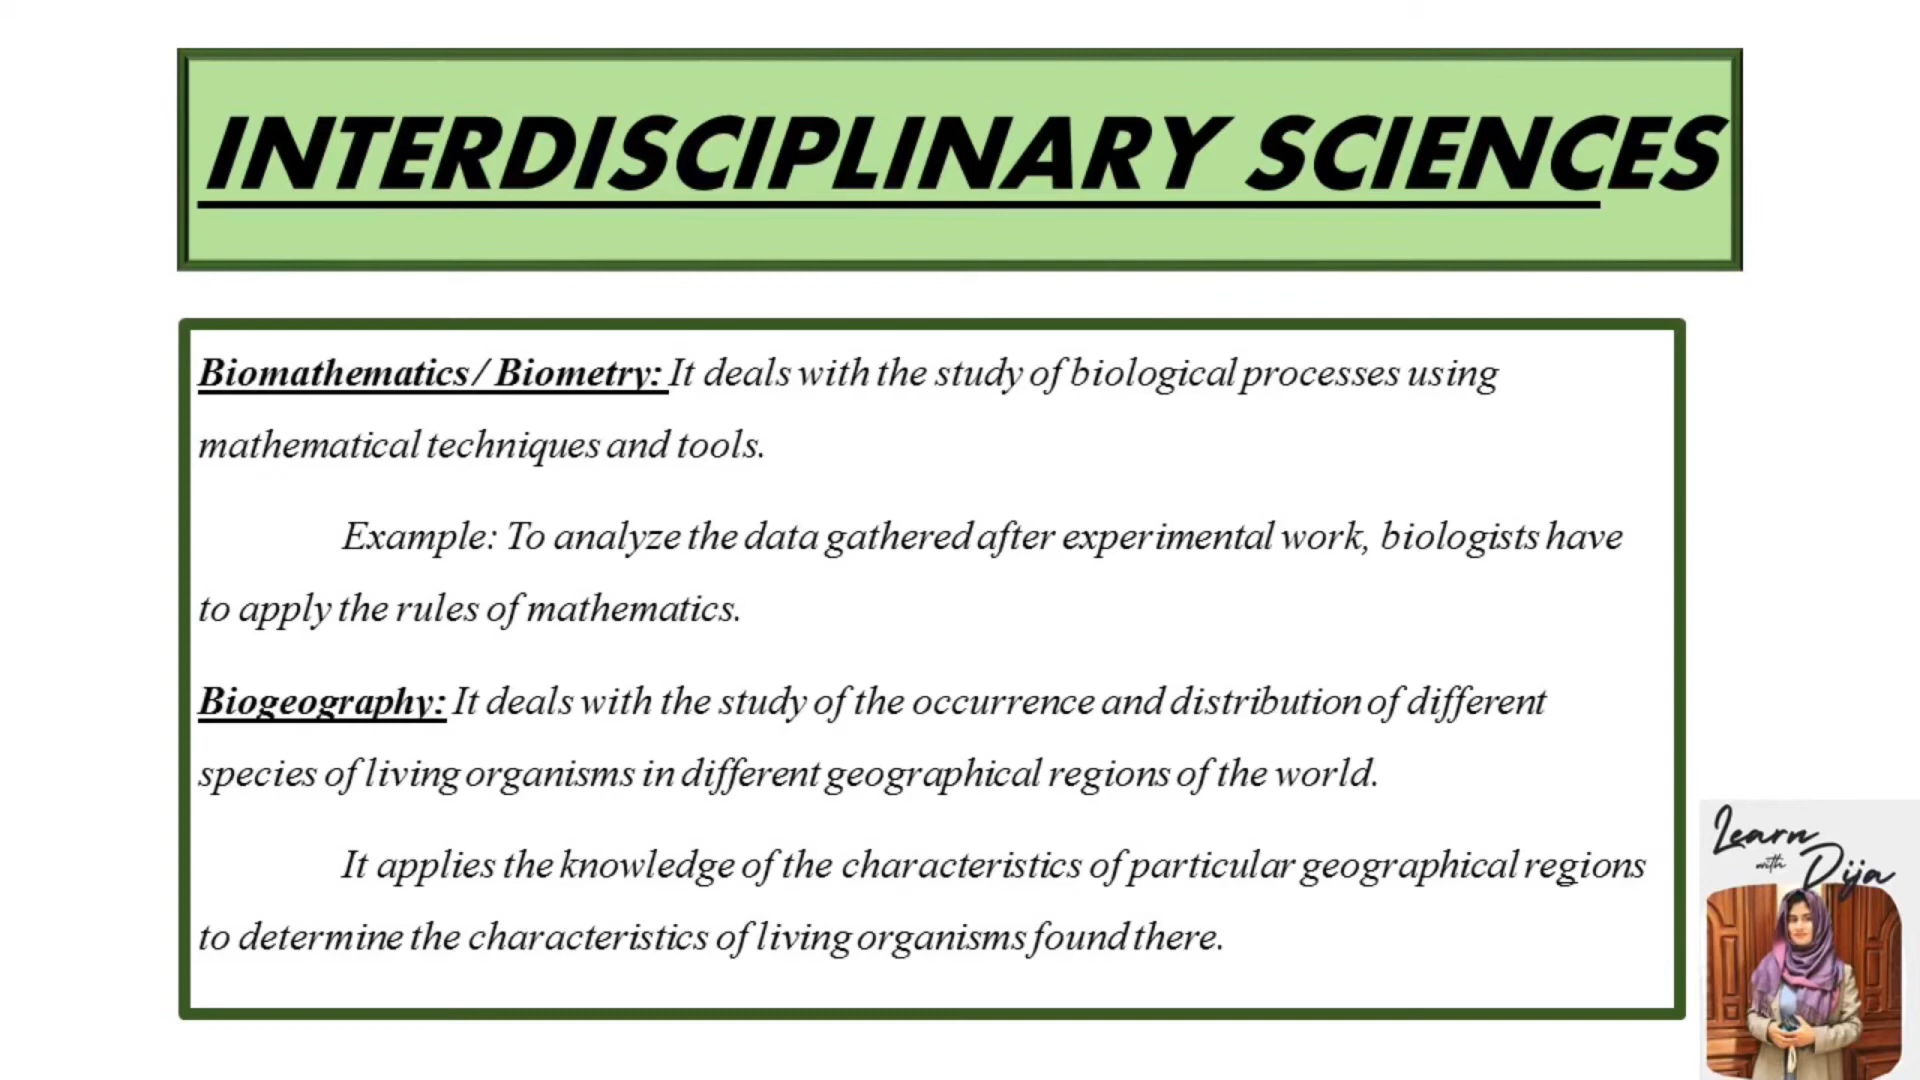 INTERDISCIPLINARY SCIENCES
Biomathematics/ Biometry: It deals with the study of biological processes using
mathematical techniques and tools.
Example: To analyze the data gathered after experimental work, biologists have
to apply the rules of mathematics.
Biogeography: It deals with the study of the occurrence and distribution of different
species of living organisms in different geographical regions of the world.
It applies the knowledge of the characteristics of particular geographical regions
to determine the characteristics of living organisms found there.
Learn
with Dija